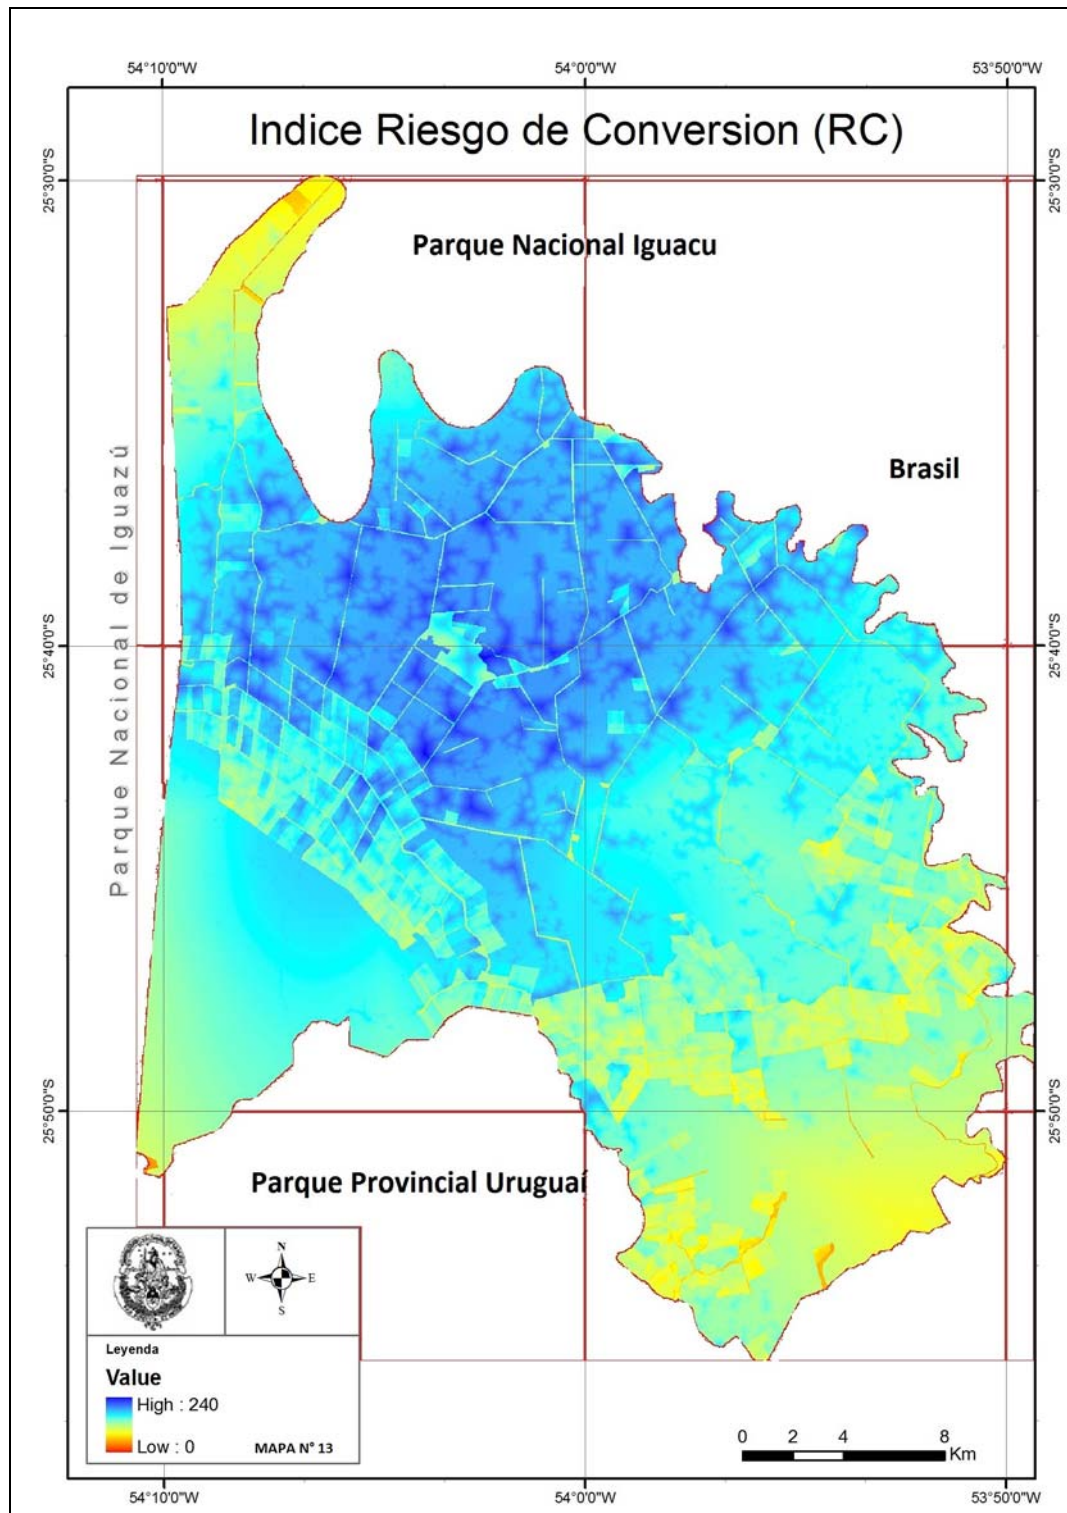 54°10'0"W 54°0'0"W 53°50'0"W
Indice Riesgo de Conversion (RC)
25°30'0"S
25°30'0"S
Parque Nacional Iguacu
Brasil
Parque Nacional de Iguazú
25°40'0"S
25°40'0"S
25°50'0"S
25°50'0"S
Parque Provincial Uruguaí
N
W E
S
Leyenda
Value
High : 240
Low : 0
MAPA N° 13
0 2 4 8
Km
54°10'0"W 54°0'0"W 53°50'0"W